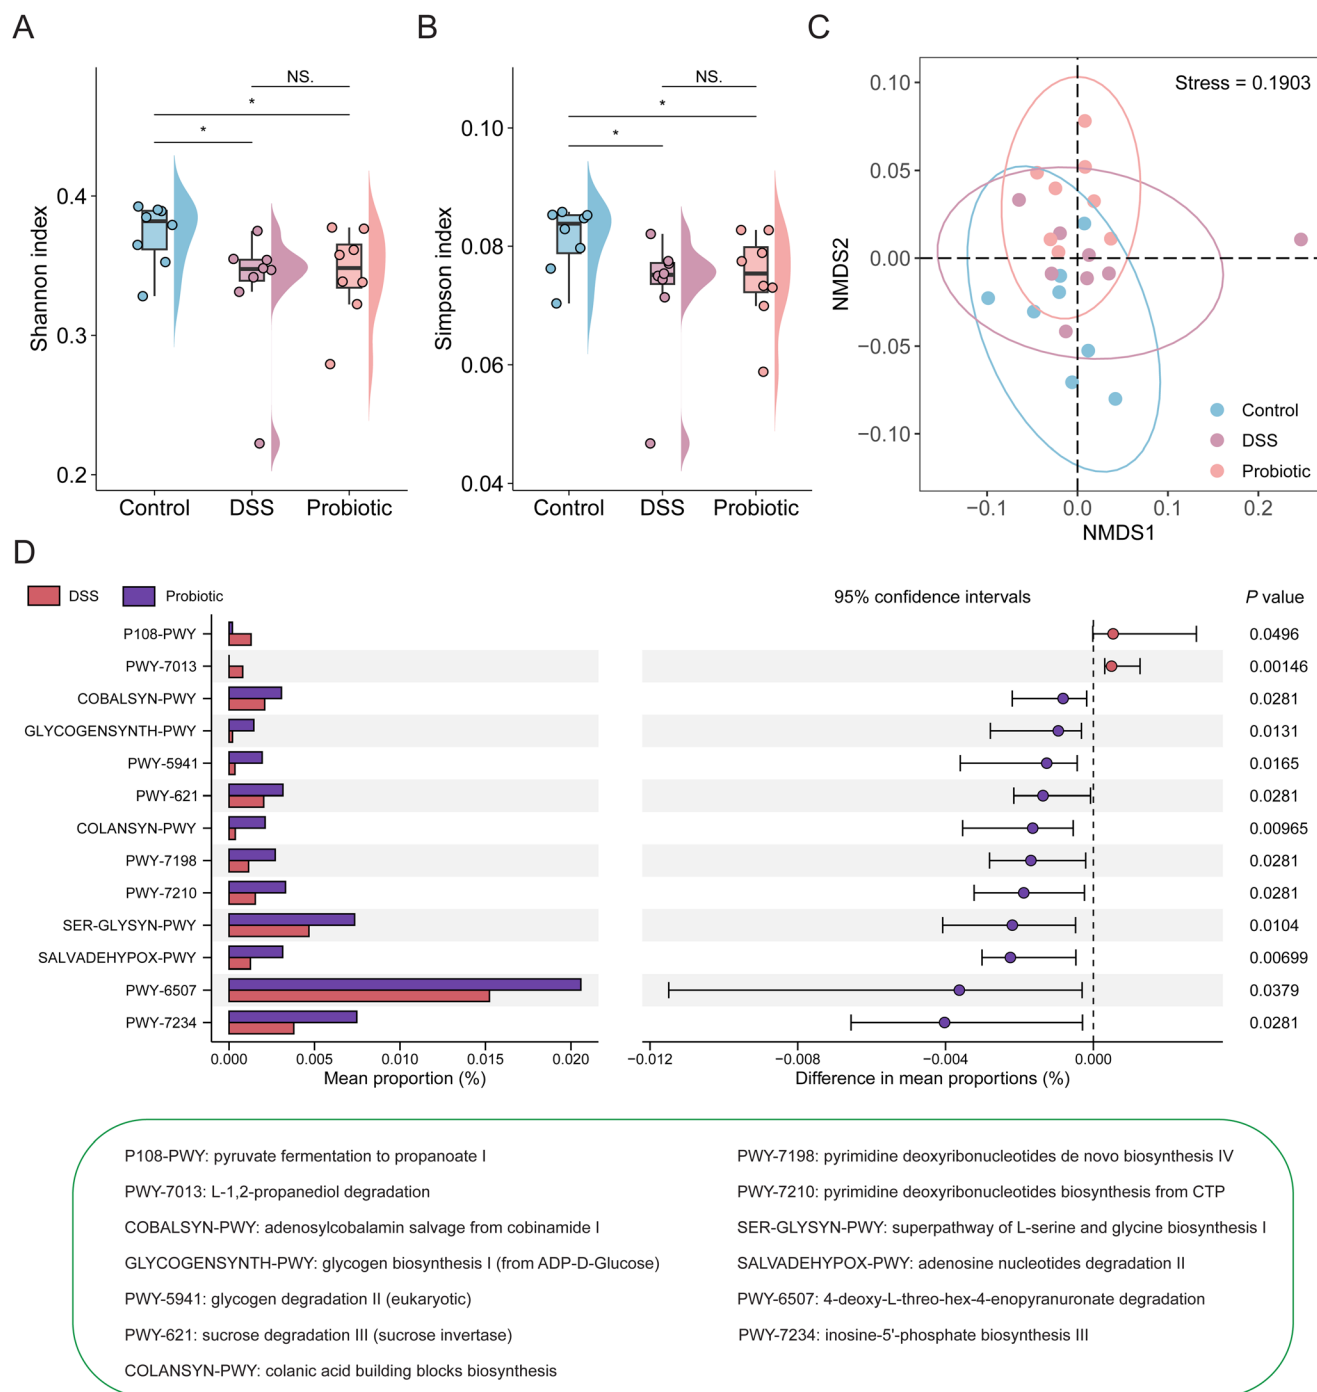 A
B
C
NS.
*
*
Shannon index
0.4
0.3
0.2
Control
DSS
Probiotic
NS.
*
*
Simpson index
0.10
0.08
0.06
0.04
Control
DSS
Probiotic
Stress = 0.1903
NMDS2
0.10
0.05
0.00
−0.05
−0.10
Control
DSS
Probiotic
−0.1
0.0
0.1
0.2
NMDS1
D
DSS
Probiotic
95% confidence intervals
P value
P108-PWY
0.0496
PWY-7013
0.00146
COBALSYN-PWY
0.0281
GLYCOGENSYNTH-PWY
0.0131
PWY-5941
0.0165
PWY-621
0.0281
COLANSYN-PWY
0.00965
PWY-7198
0.0281
PWY-7210
0.0281
SER-GLYSYN-PWY
0.0104
SALVADEHYPOX-PWY
0.00699
PWY-6507
0.0379
PWY-7234
0.0281
0.000
0.005
0.010
0.015
0.020
Mean proportion (%)
−0.012
−0.008
−0.004
0.000
Difference in mean proportions (%)
P108-PWY: pyruvate fermentation to propanoate I
PWY-7013: L-1,2-propanediol degradation
COBALSYN-PWY: adenosylcobalamin salvage from cobinamide I
GLYCOGENSYNTH-PWY: glycogen biosynthesis I (from ADP-D-Glucose)
PWY-5941: glycogen degradation II (eukaryotic)
PWY-621: sucrose degradation III (sucrose invertase)
COLANSYN-PWY: colanic acid building blocks biosynthesis
PWY-7198: pyrimidine deoxyribonucleotides de novo biosynthesis IV
PWY-7210: pyrimidine deoxyribonucleotides biosynthesis from CTP
SER-GLYSYN-PWY: superpathway of L-serine and glycine biosynthesis I
SALVADEHYPOX-PWY: adenosine nucleotides degradation II
PWY-6507: 4-deoxy-L-threo-hex-4-enopyranuronate degradation
PWY-7234: inosine-5'-phosphate biosynthesis III